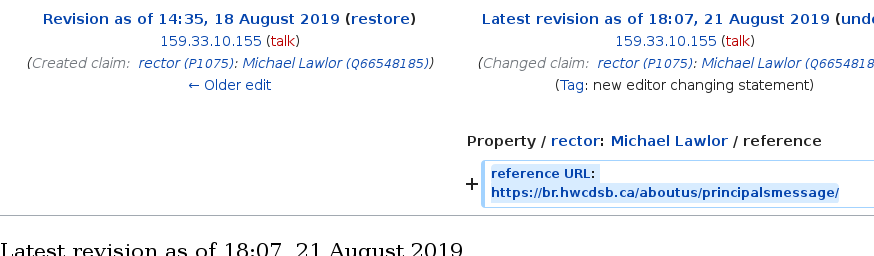 Revision as of 14:35, 18 August 2019 (restore)
159.33.10.155 (talk)
(Created claim: rector (P1075): Michael Lawlor (Q66548185))
← Older edit
Latest revision as of 18:07, 21 August 2019 (undo
159.33.10.155 (talk)
(Changed claim: rector (P1075): Michael Lawlor (Q6654818
(Tag: new editor changing statement)
Property / rector: Michael Lawlor / reference
+ reference URL:
https://br.hwcdsb.ca/aboutus/principalsmessage/
Latest revision as of 18:07, 21 August 2019